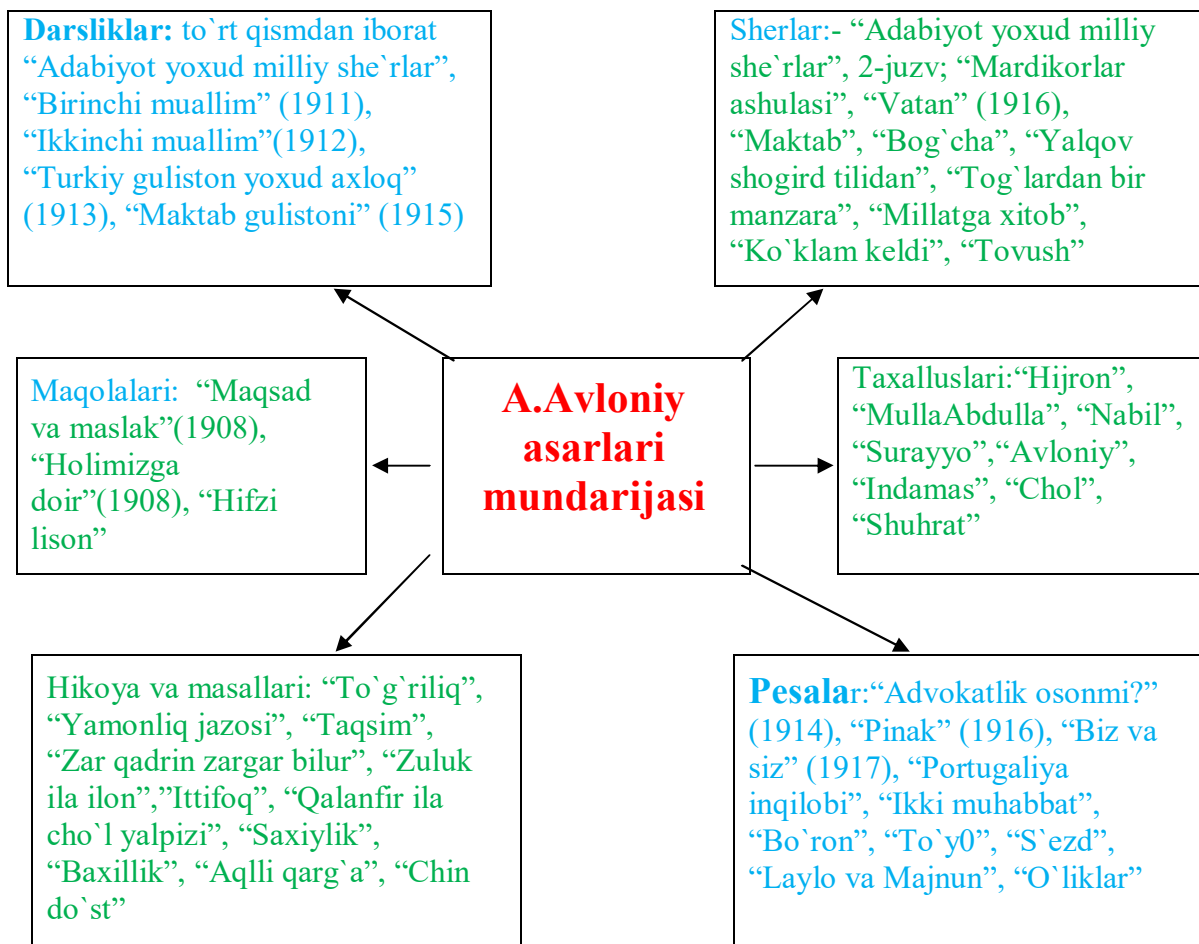 Darsliklar: to`rt qismdan iborat
“Adabiyot yoxud milliy she`rlar”,
“Birinchi muallim” (1911),
“Ikkinchi muallim”(1912),
“Turkiy guliston yoxud axloq”
(1913), “Maktab gulistoni” (1915)
Sherlar:- “Adabiyot yoxud milliy
she`rlar”, 2-juzv; “Mardikorlar
ashulasi”, “Vatan” (1916),
“Maktab”, “Bog`cha”, “Yalqov
shogird tilidan”, “Tog`lardan bir
manzara”, “Millatga xitob”,
“Ko`klam keldi”, “Tovush”
Maqolalari: “Maqsad
va maslak”(1908),
“Holimizga
doir”(1908), “Hifzi
lison”
A.Avloniy
asarlari
mundarijasi
Taxalluslari:“Hijron”,
“MullaAbdulla”, “Nabil”,
“Surayyo”,“Avloniy”,
“Indamas”, “Chol”,
“Shuhrat”
Hikoya va masallari: “To`g`riliq”,
“Yamonliq jazosi”, “Taqsim”,
“Zar qadrin zargar bilur”, “Zuluk
ila ilon”,”Ittifoq”, “Qalanfir ila
cho`l yalpizi”, “Saxiylik”,
“Baxillik”, “Aqlli qarg`a”, “Chin
do`st”
Pesalar:“Advokatlik osonmi?”
(1914), “Pinak” (1916), “Biz va
siz” (1917), “Portugaliya
inqilobi”, “Ikki muhabbat”,
“Bo`ron”, “To`y0”, “S`ezd”,
“Laylo va Majnun”, “O`liklar”